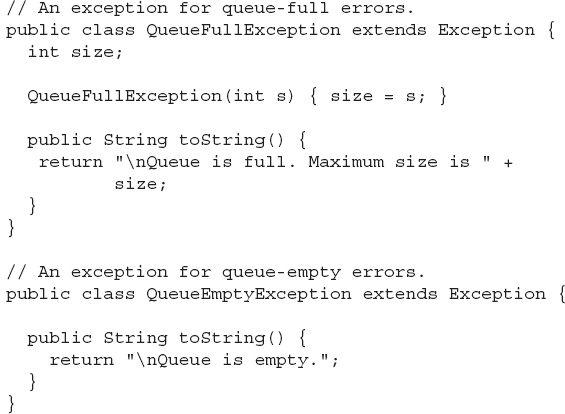 // An exception for queue-full errors.
public class QueueFullException extends Exception {
  int size;

  QueueFullException(int s) { size = s; }

  public String toString() {
   return "\nQueue is full. Maximum size is " +
          size;
  }
}

// An exception for queue-empty errors.
public class QueueEmptyException extends Exception {

  public String toString() {
    return "\nQueue is empty.";
  }
}